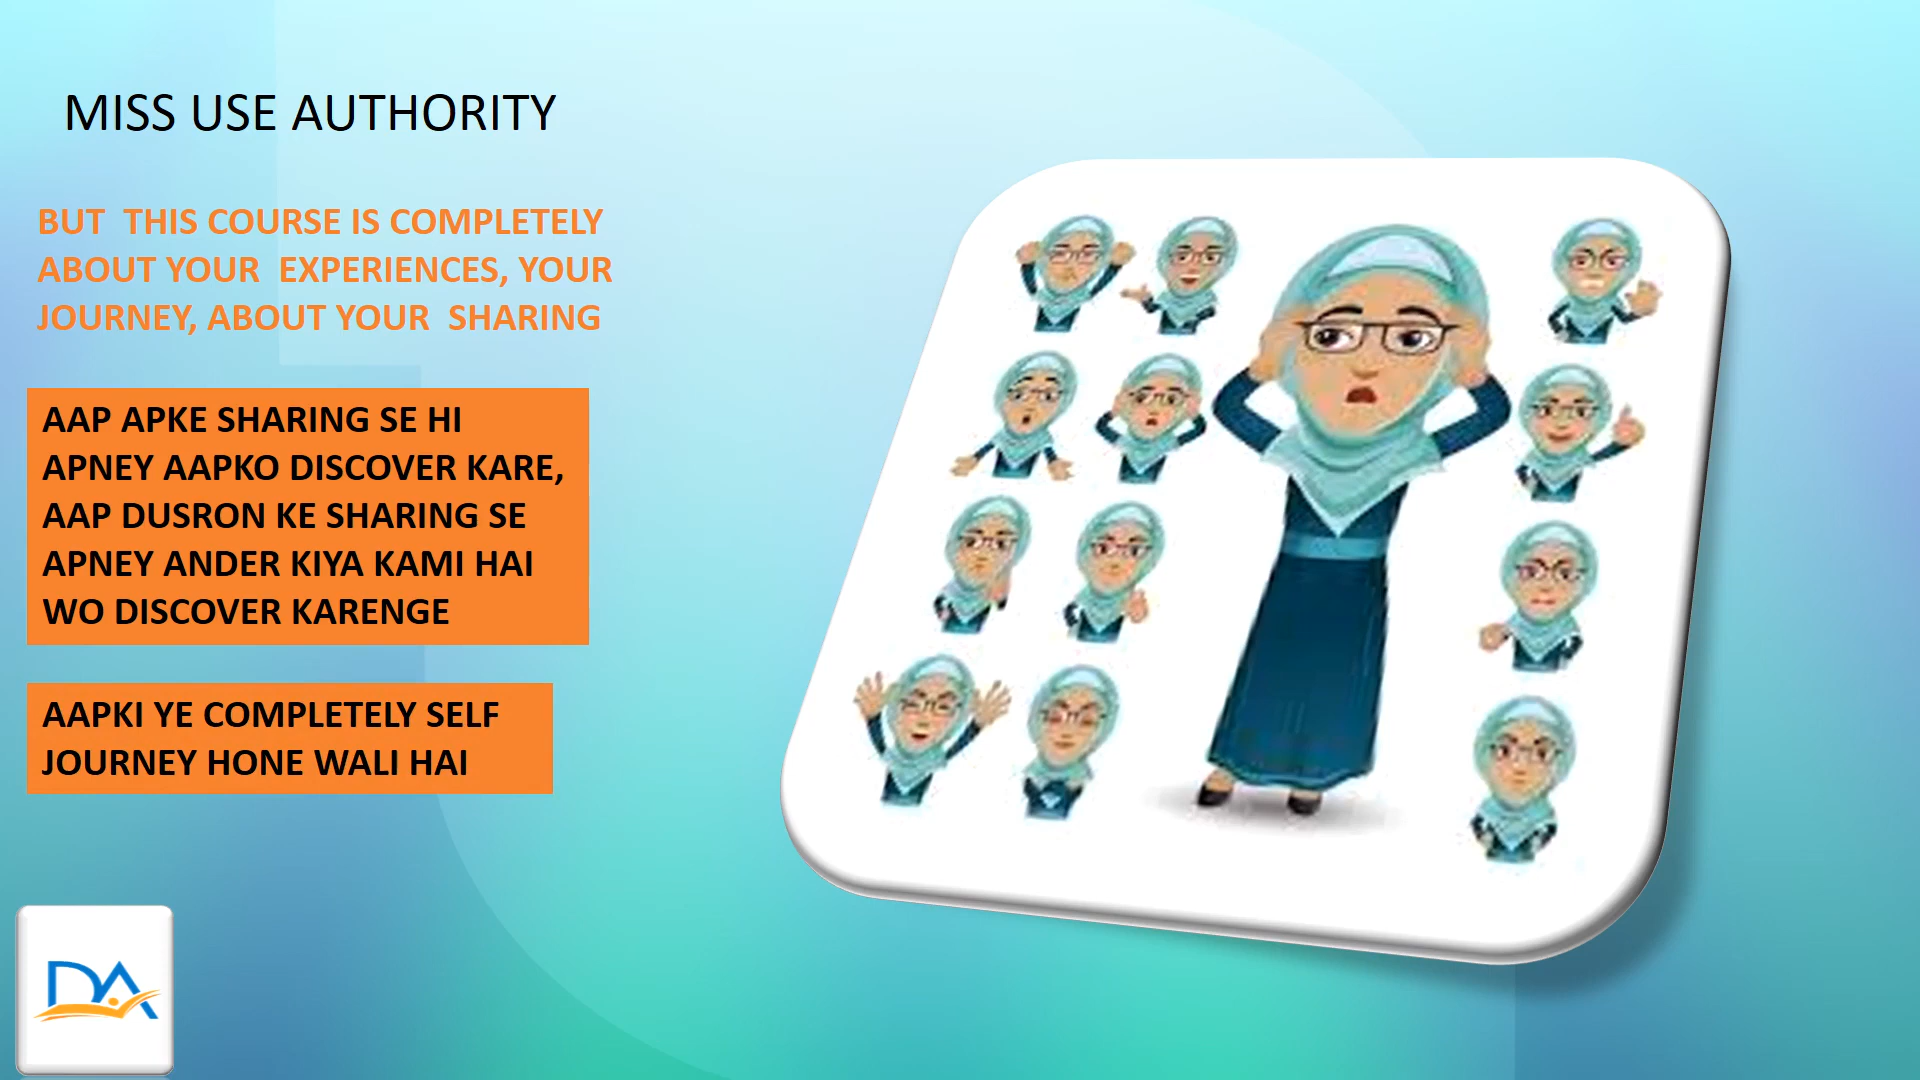 MISS USE AUTHORITY
BUT THIS COURSE IS COMPLETELY
ABOUT YOUR EXPERIENCES, YOUR
JOURNEY, ABOUT YOUR SHARING
AAP APKE SHARING SE HI
APNEY AAPKO DISCOVER KARE,
AAP DUSRON KE SHARING SE
APNEY ANDER KIYA KAMI HAI
WO DISCOVER KARENGE
AAPKI YE COMPLETELY SELF
JOURNEY HONE WALI HAI
DA